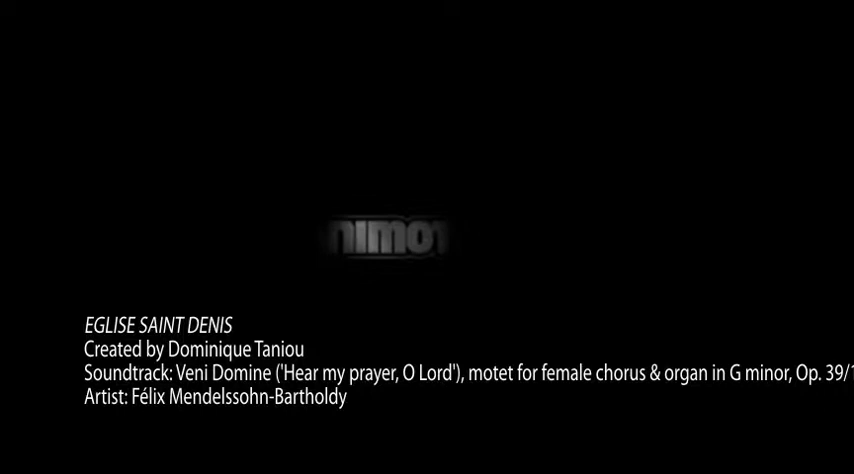 nimo
EGLISE SAINT DENIS
Created by Dominique Taniou
Soundtrack: Veni Domine ('Hear my prayer, O Lord'), motet for female chorus & organ in G minor, Op. 39/
Artist: Félix Mendelssohn-Bartholdy